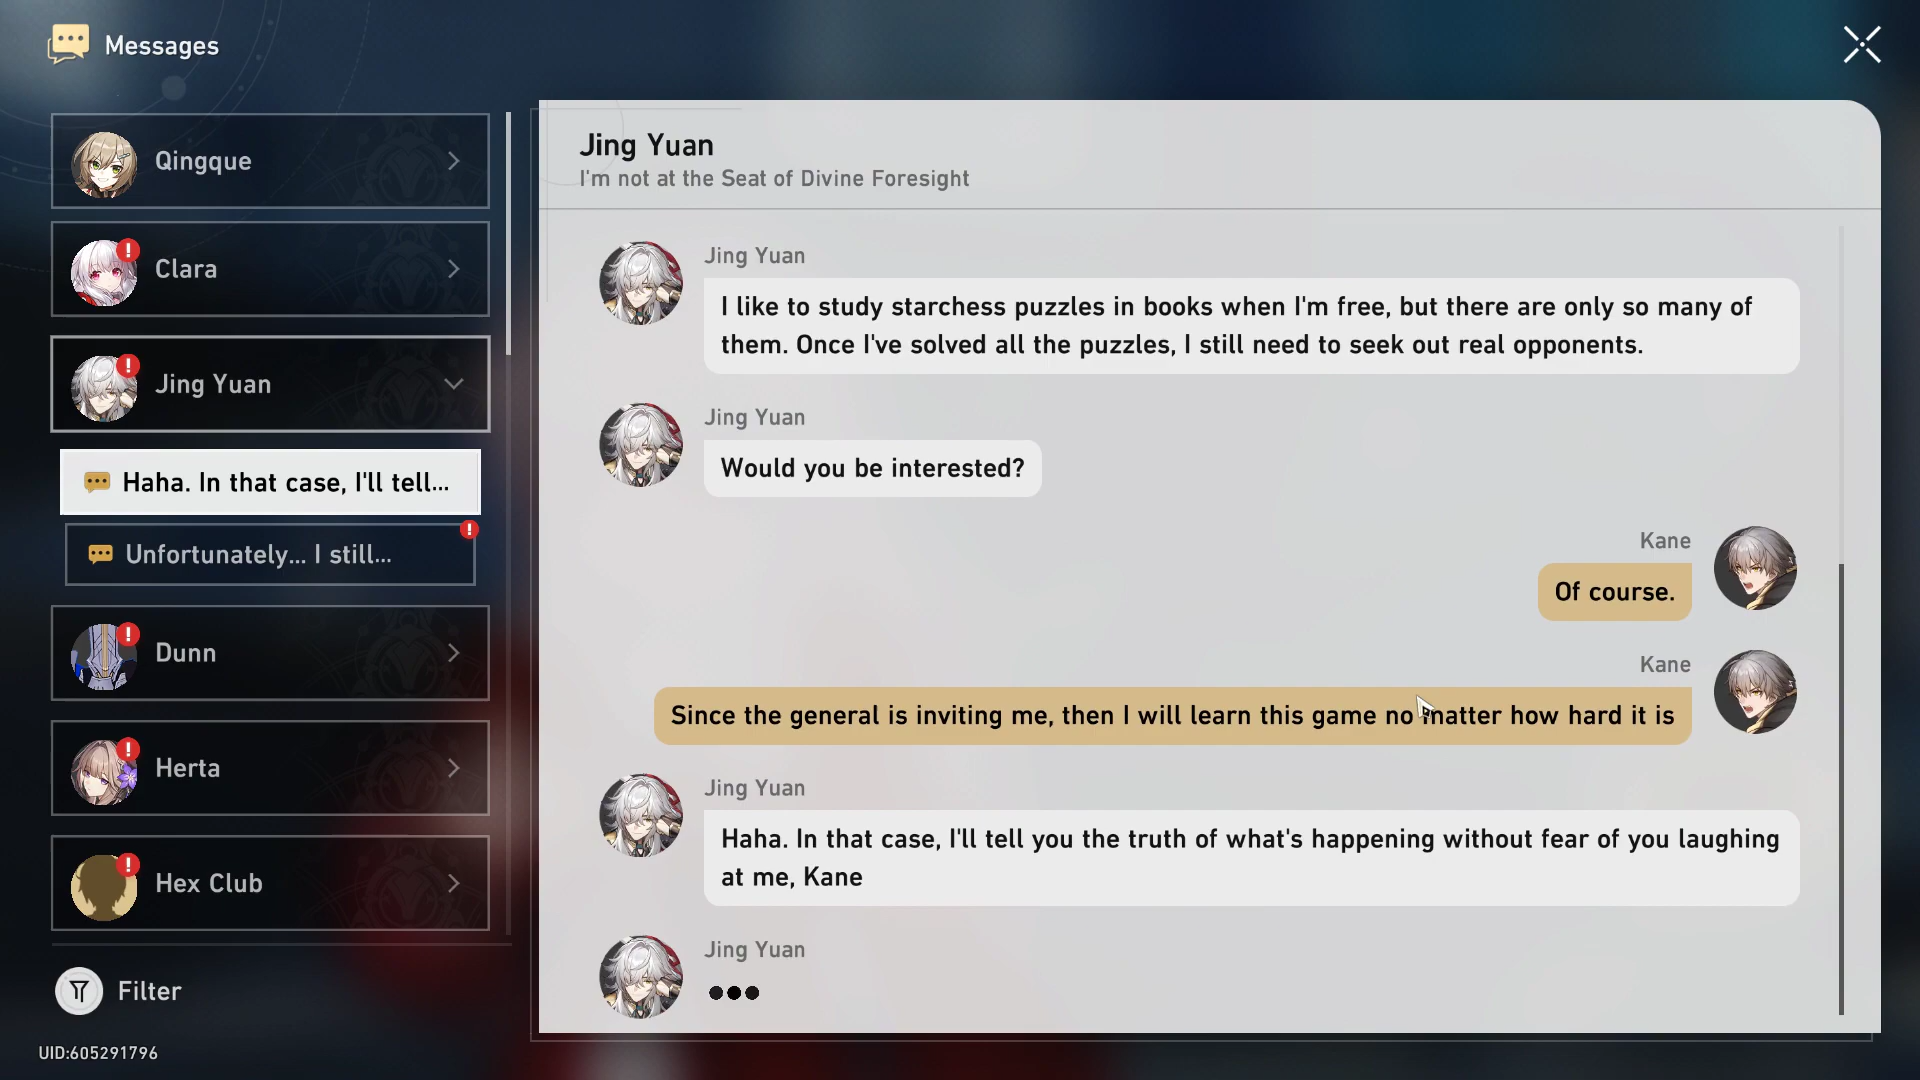 Messages
Qingque
Clara
Jing Yuan
Haha. In that case, I'll tell...
Unfortunately... I still...
Dunn
Herta
Hex Club
Filter
UID:605291796
Jing Yuan
I'm not at the Seat of Divine Foresight
Jing Yuan
I like to study starchess puzzles in books when I'm free, but there are only so many of
them. Once I've solved all the puzzles, I still need to seek out real opponents.
Jing Yuan
Would you be interested?
Kane
Of course.
Kane
Since the general is inviting me, then I will learn this game no matter how hard it is
Jing Yuan
Haha. In that case, I'll tell you the truth of what's happening without fear of you laughing
at me, Kane
Jing Yuan